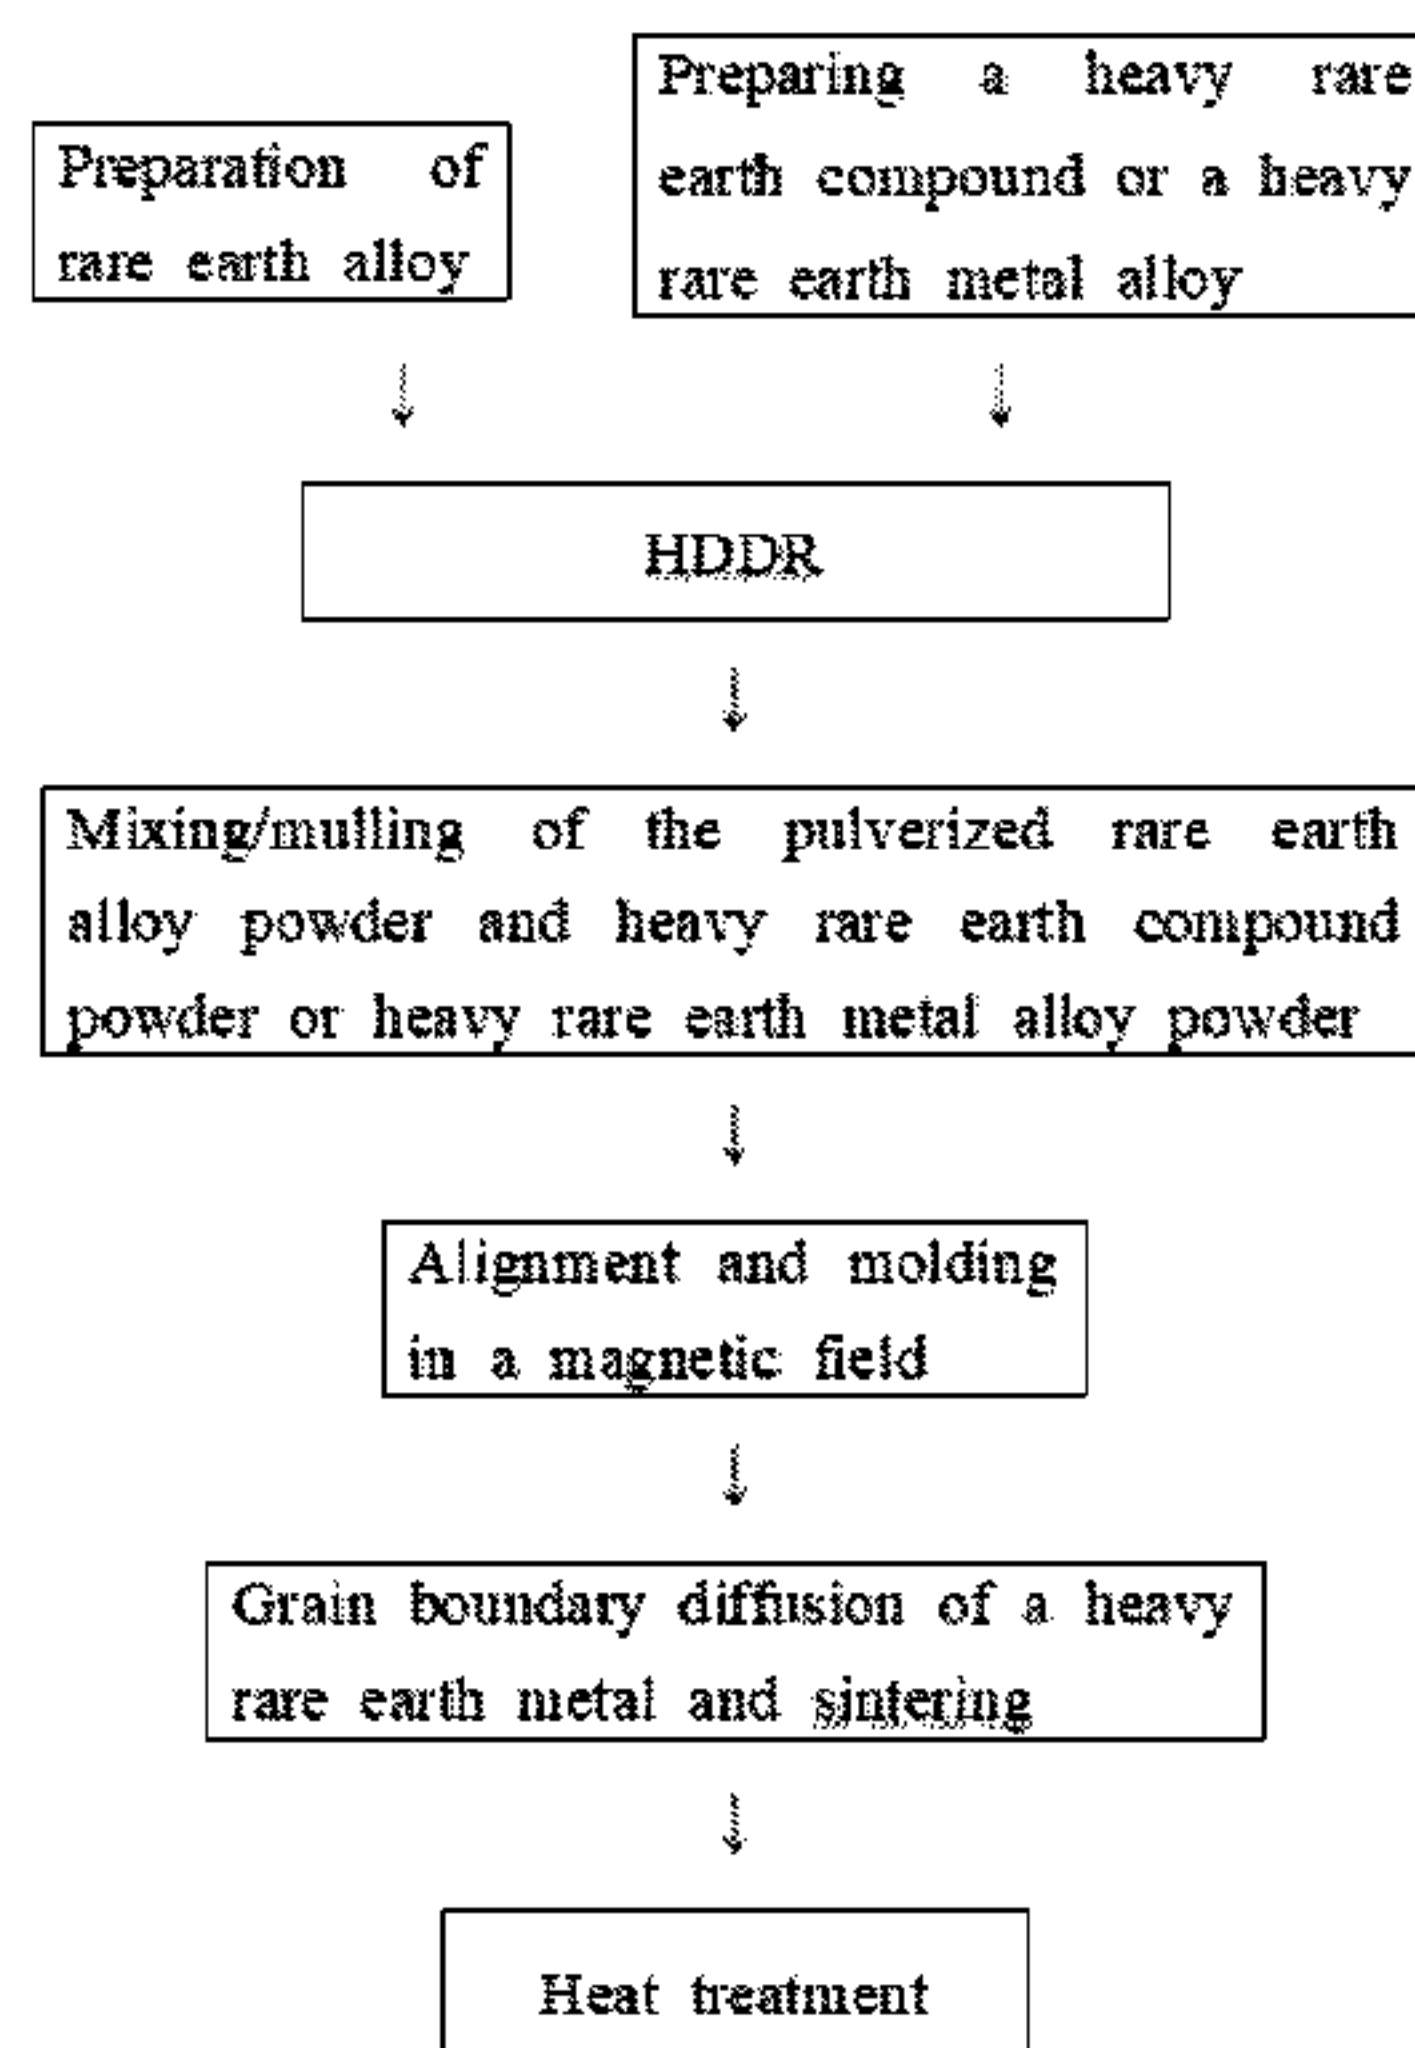 Preparation of
rare earth alloy
Preparing a heavy rare
earth compound or a heavy
rare earth metal alloy
HDDR
Mixing/mulling of the pulverized rare earth
alloy powder and heavy rare earth compound
powder or heavy rare earth metal alloy powder
Alignment and molding
in a magnetic field
Grain boundary diffusion of a heavy
rare earth metal and sintering
Heat treatment